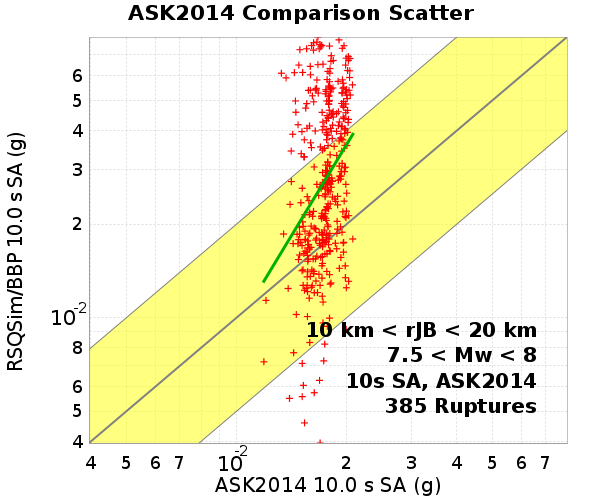 ASK2014 Comparison Scatter
RSQSim/BBP 10.0 s SA (g)
6
5
4
3
2
10-2
8
6
5
4
10 km < rJB < 20 km
7.5 < Mw < 8
10s SA, ASK2014
385 Ruptures
4 5 6 7 10-2 2 3 4 5 6 7
ASK2014 10.0 s SA (g)